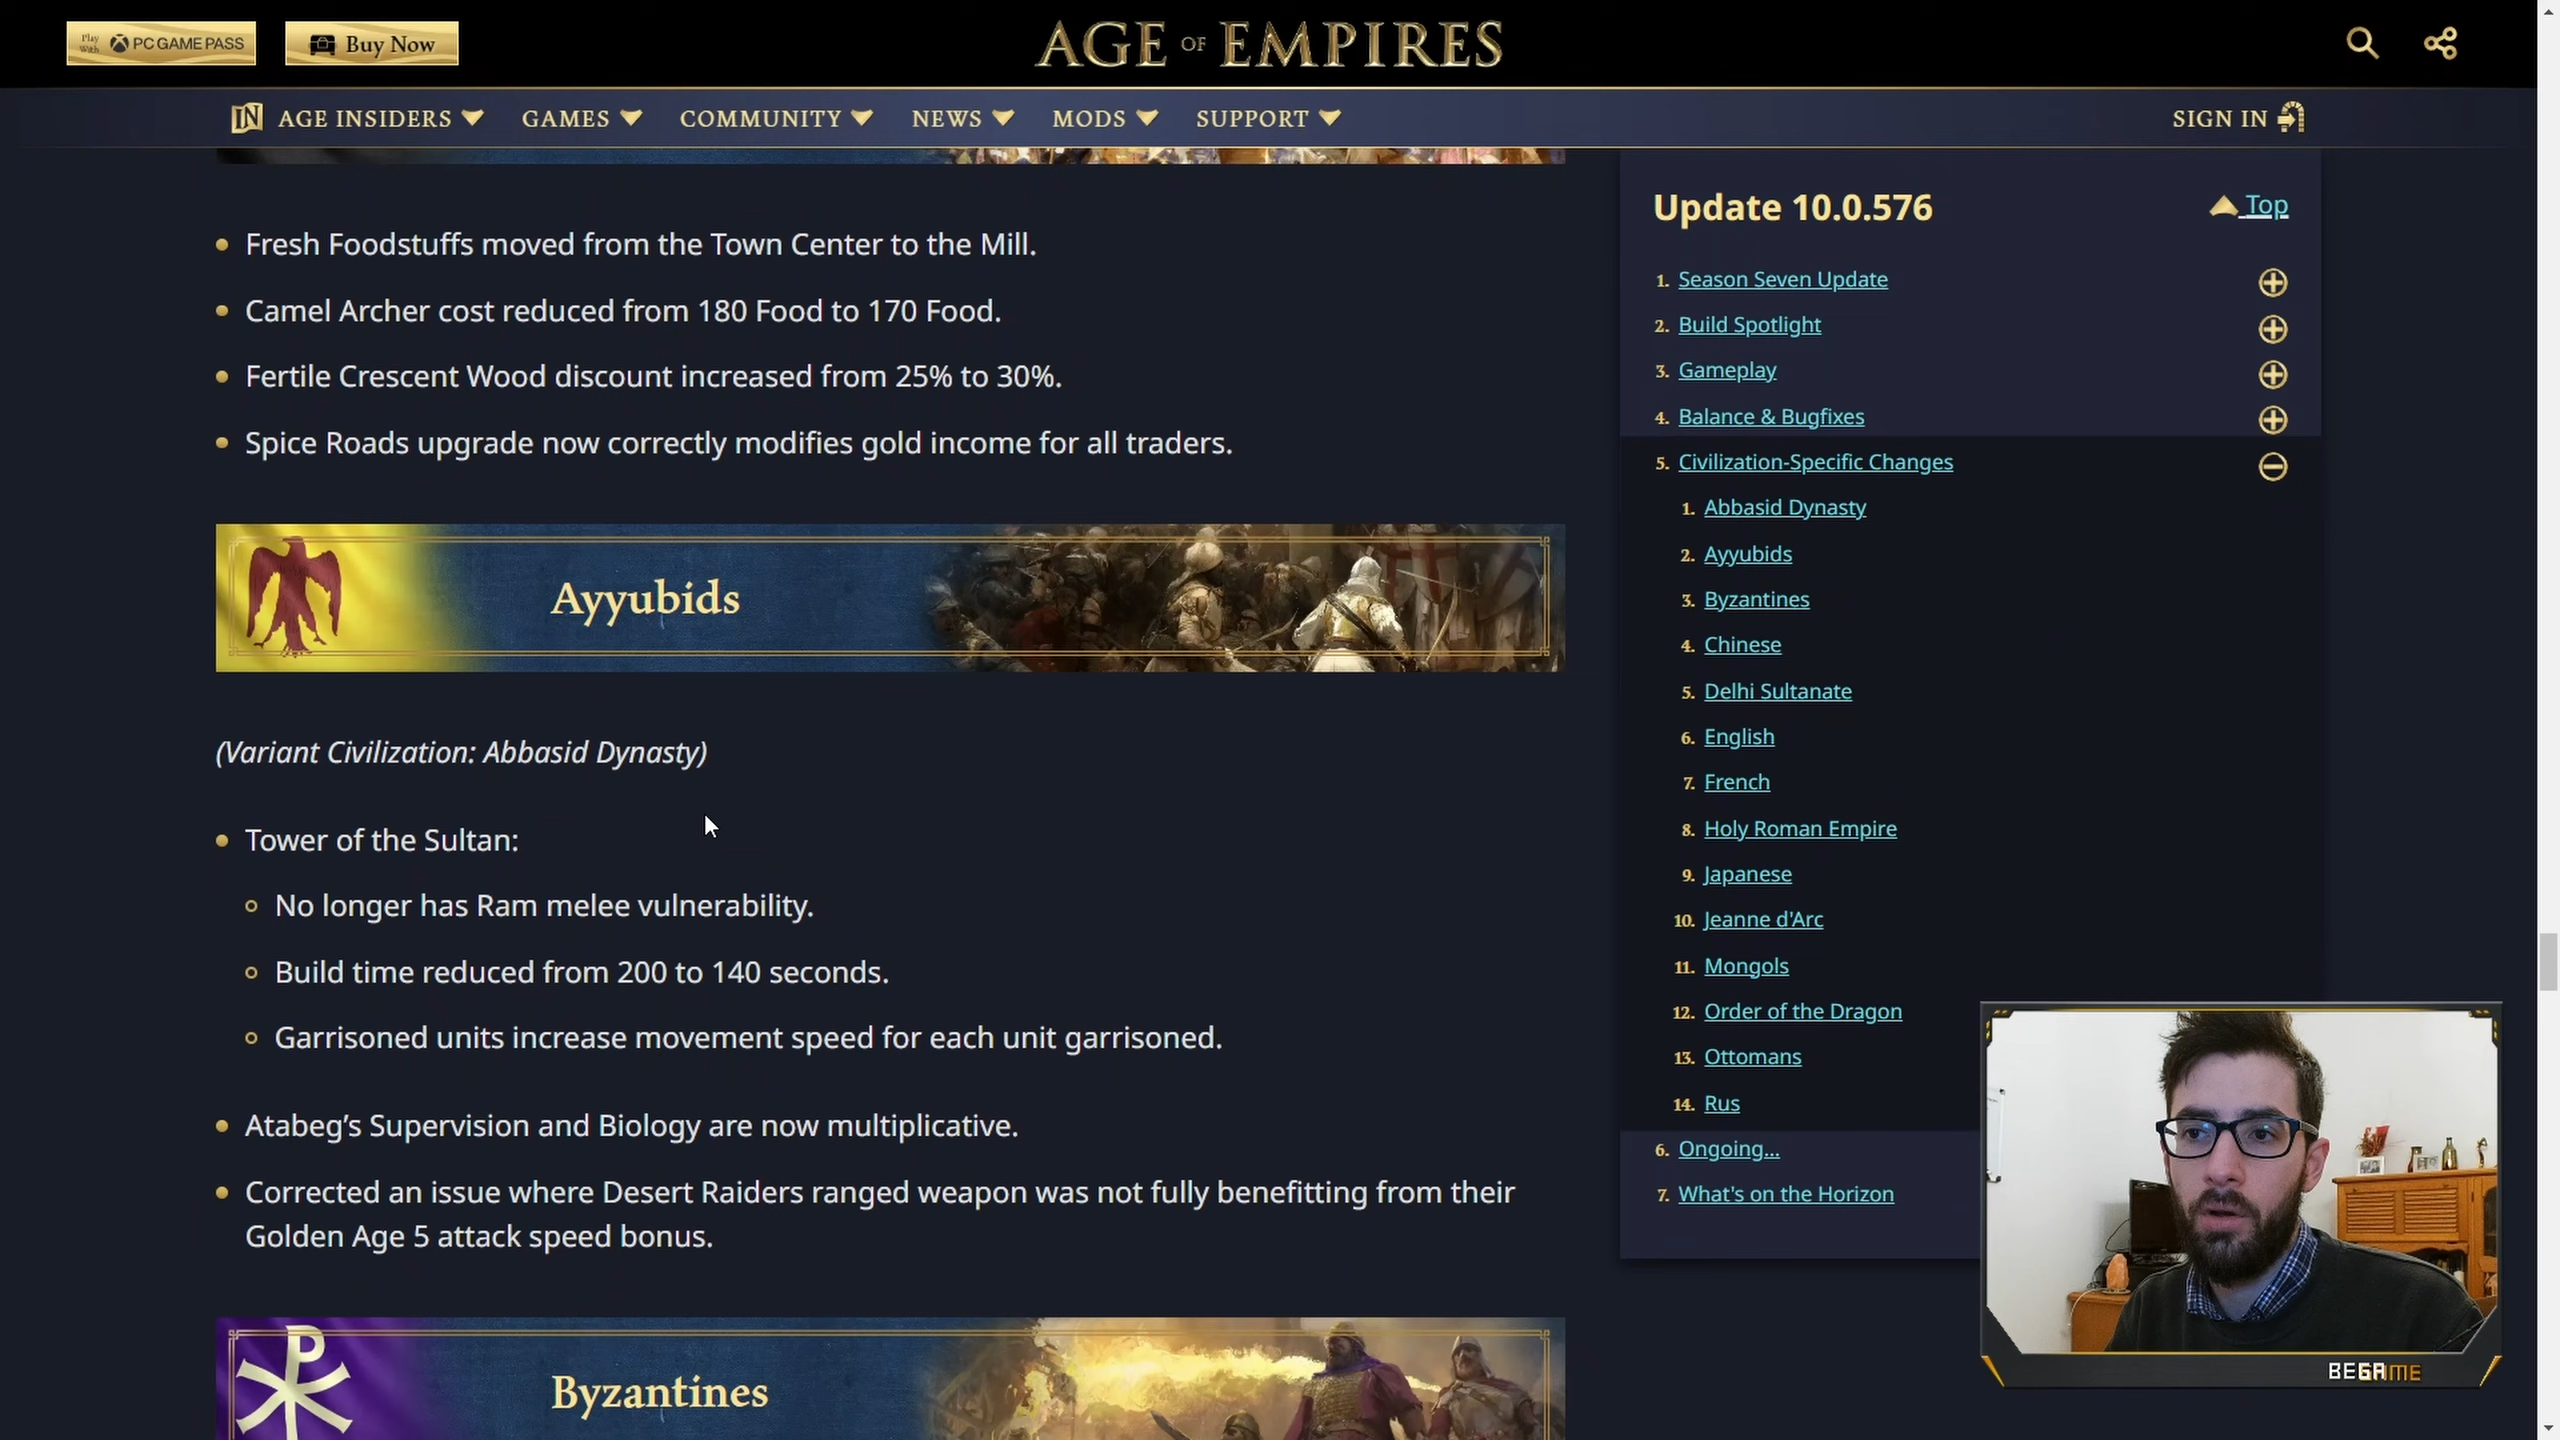 Play With PC GAME PASS
Buy Now
AGE OF EMPIRES
IN AGE INSIDERS
GAMES
COMMUNITY
NEWS
MODS
SUPPORT
SIGN IN
Fresh Foodstuffs moved from the Town Center to the Mill.
Camel Archer cost reduced from 180 Food to 170 Food.
Fertile Crescent Wood discount increased from 25% to 30%.
Spice Roads upgrade now correctly modifies gold income for all traders.
Ayyubids
(Variant Civilization: Abbasid Dynasty)
Tower of the Sultan:
No longer has Ram melee vulnerability.
Build time reduced from 200 to 140 seconds.
Garrisoned units increase movement speed for each unit garrisoned.
Atabeg’s Supervision and Biology are now multiplicative.
Corrected an issue where Desert Raiders ranged weapon was not fully benefitting from their
Golden Age 5 attack speed bonus.
Byzantines
Update 10.0.576
Top
1. Season Seven Update
2. Build Spotlight
3. Gameplay
4. Balance & Bugfixes
5. Civilization-Specific Changes
1. Abbasid Dynasty
2. Ayyubids
3. Byzantines
4. Chinese
5. Delhi Sultanate
6. English
7. French
8. Holy Roman Empire
9. Japanese
10. Jeanne d'Arc
11. Mongols
12. Order of the Dragon
13. Ottomans
14. Rus
6. Ongoing...
7. What's on the Horizon